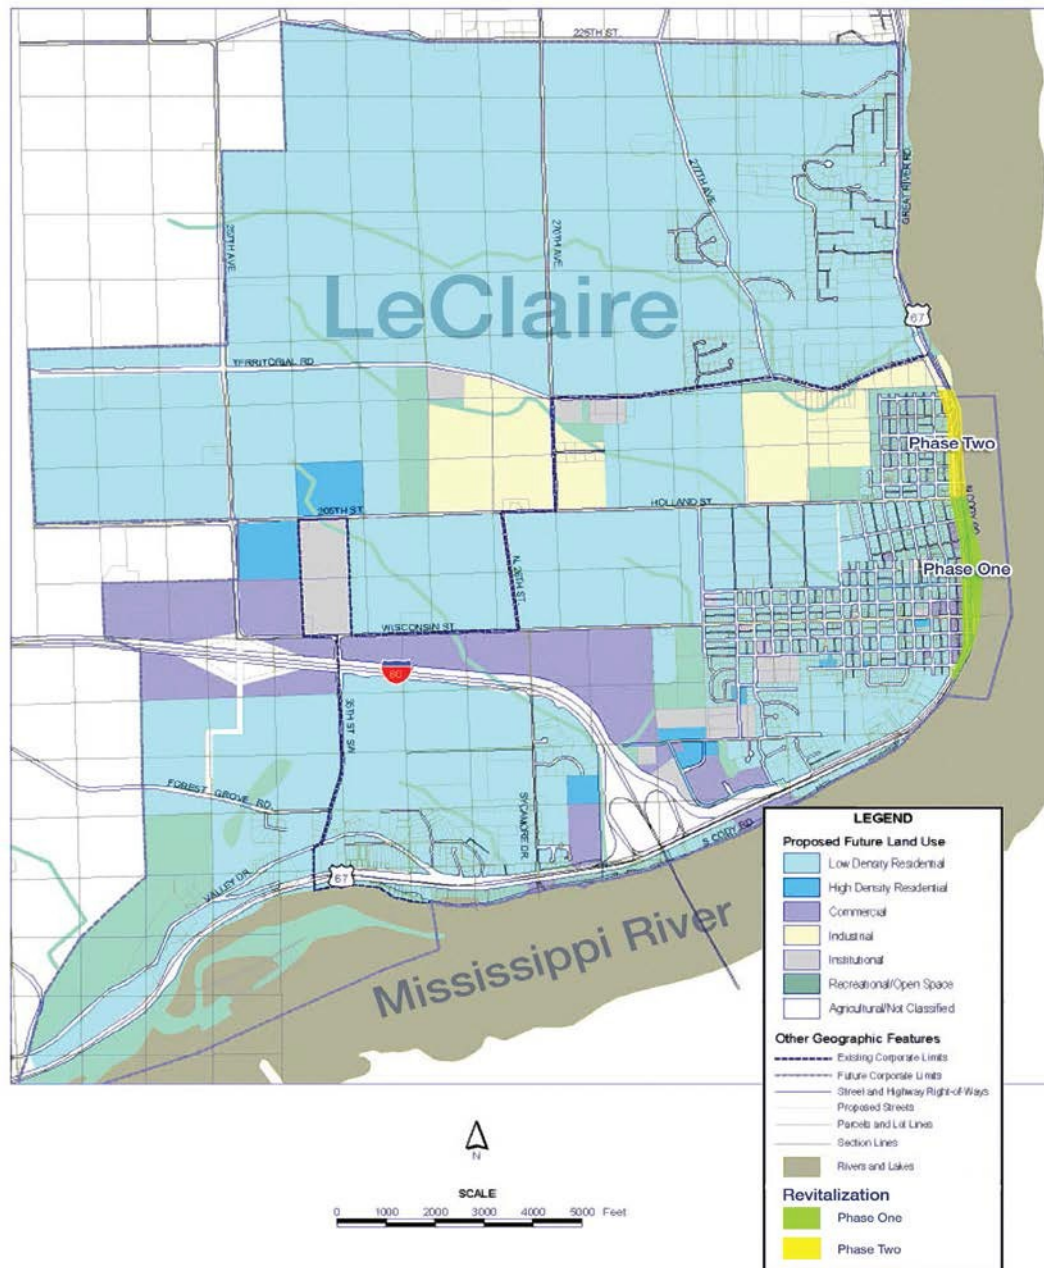 225TH ST.
277TH AVE.
GREAT RIVER RD.
257TH AVE.
270TH AVE.
LeClaire
67
TERRITORIAL RD
Phase Two
HOLLAND ST.
205TH ST.
N. CODY RD
Phase One
WISCONSIN ST
80
35TH ST. SW
FOREST GROVE RD.
SYCAMORE DR.
S CODY RD.
VALLEY DR.
67
Mississippi River
LEGEND
Proposed Future Land Use
Low Density Residential
High Density Residential
Commercial
Industrial
Institutional
Recreational/Open Space
Agricultural/Not Classified
Other Geographic Features
Existing Corporate Limits
Future Corporate Limits
Street and Highway Right-of-Ways
Proposed Streets
Parcels and Lot Lines
Section Lines
Rivers and Lakes
Revitalization
Phase One
Phase Two
N
SCALE
0 1000 2000 3000 4000 5000 Feet